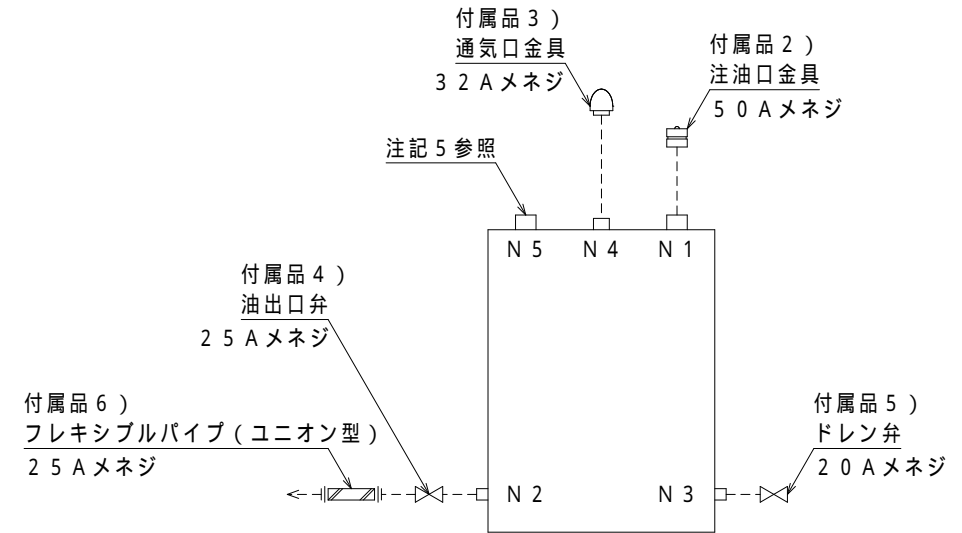 付属品３）
通気口金具
３２Ａメネジ
付属品２）
注油口金具
５０Ａメネジ
注記５参照
Ｎ５
Ｎ４
Ｎ１
付属品４）
油出口弁
２５Ａメネジ
付属品６）
フレキシブルパイプ（ユニオン型）
２５Ａメネジ
付属品５）
ドレン弁
２０Ａメネジ
Ｎ２
Ｎ３